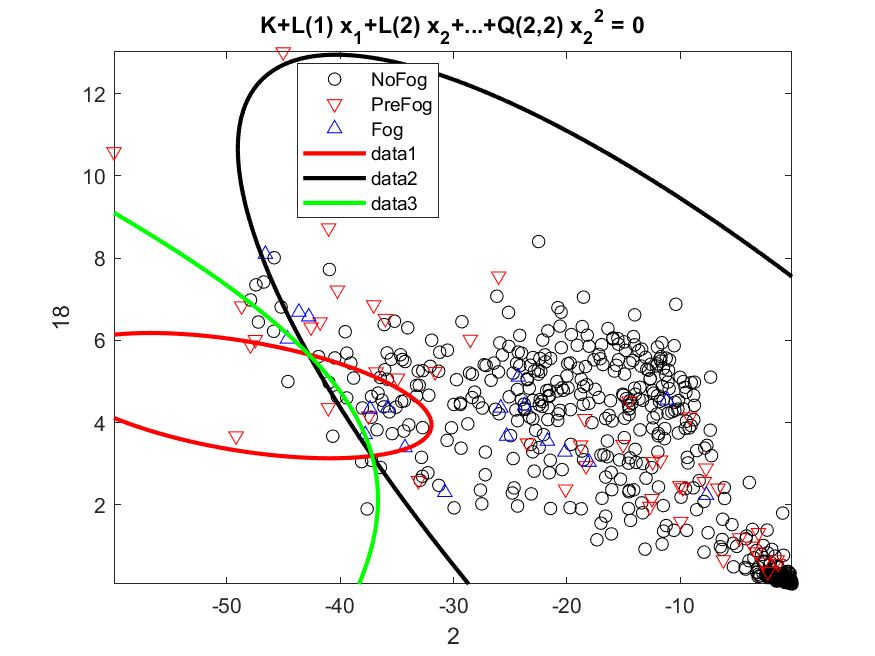 K+L(1) x1+L(2) x2+...+Q(2,2) x2^2 = 0
NoFog
PreFog
Fog
data1
data2
data3
12
10
8
6
4
2
18
-50 -40 -30 -20 -10
2